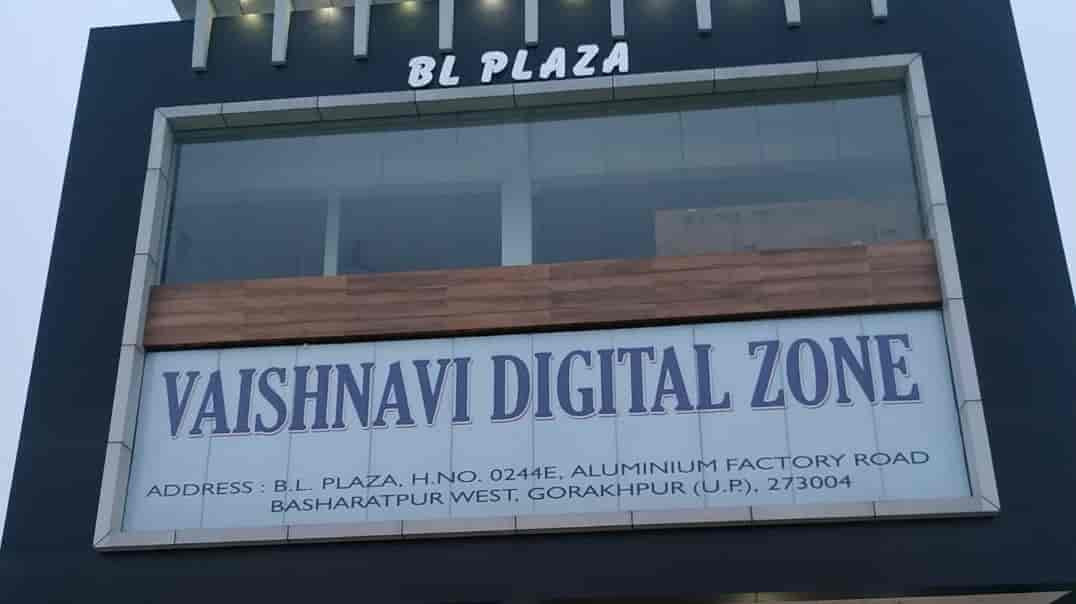 BL PLAZA
VAISHNAVI DIGITAL ZONE
ADDRESS : B.L. PLAZA, H.NO. 0244E, ALUMINIUM FACTORY ROAD
BASHARATPUR WEST, GORAKHPUR (U.P.), 273004